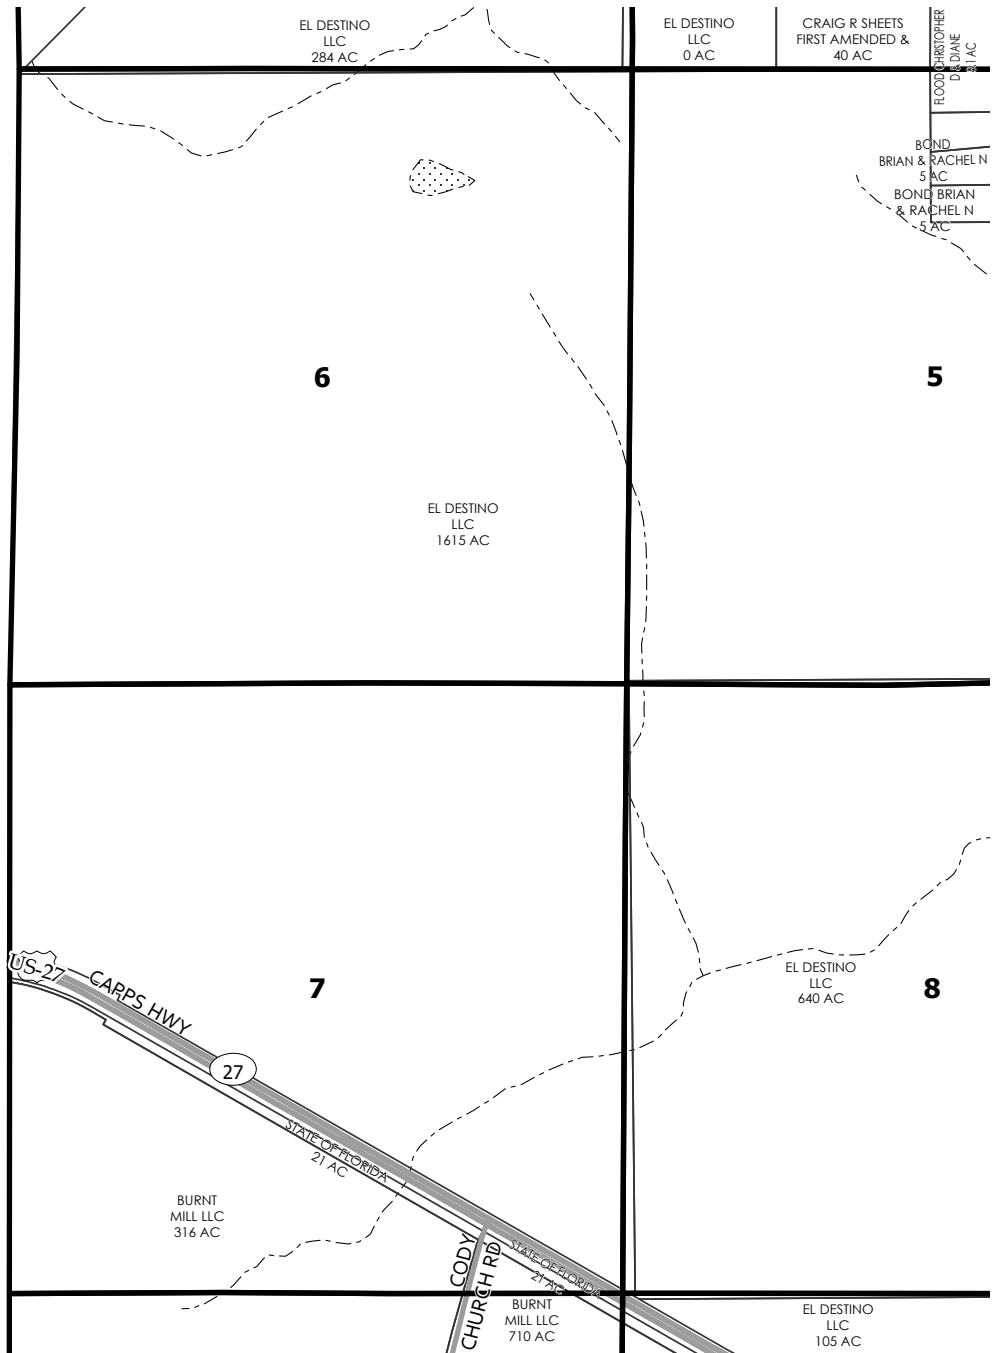 EL DESTINO
LLC
284 AC
EL DESTINO
LLC
0 AC
CRAIG R SHEETS
FIRST AMENDED &
40 AC
FLOOD CHRISTOPHER
D & DIANE
BOND
BRIAN & RACHEL N
5 AC
BOND BRIAN
& RACHEL N
5 AC
6
5
EL DESTINO
LLC
1615 AC
US-27
CARPS HWY
7
EL DESTINO
LLC
640 AC
8
27
STATE OF FLORIDA
21 AC
BURNT
MILL LLC
316 AC
CODY
CHURCH RD
STATE OF FLORIDA
21 AC
BURNT
MILL LLC
710 AC
EL DESTINO
LLC
105 AC